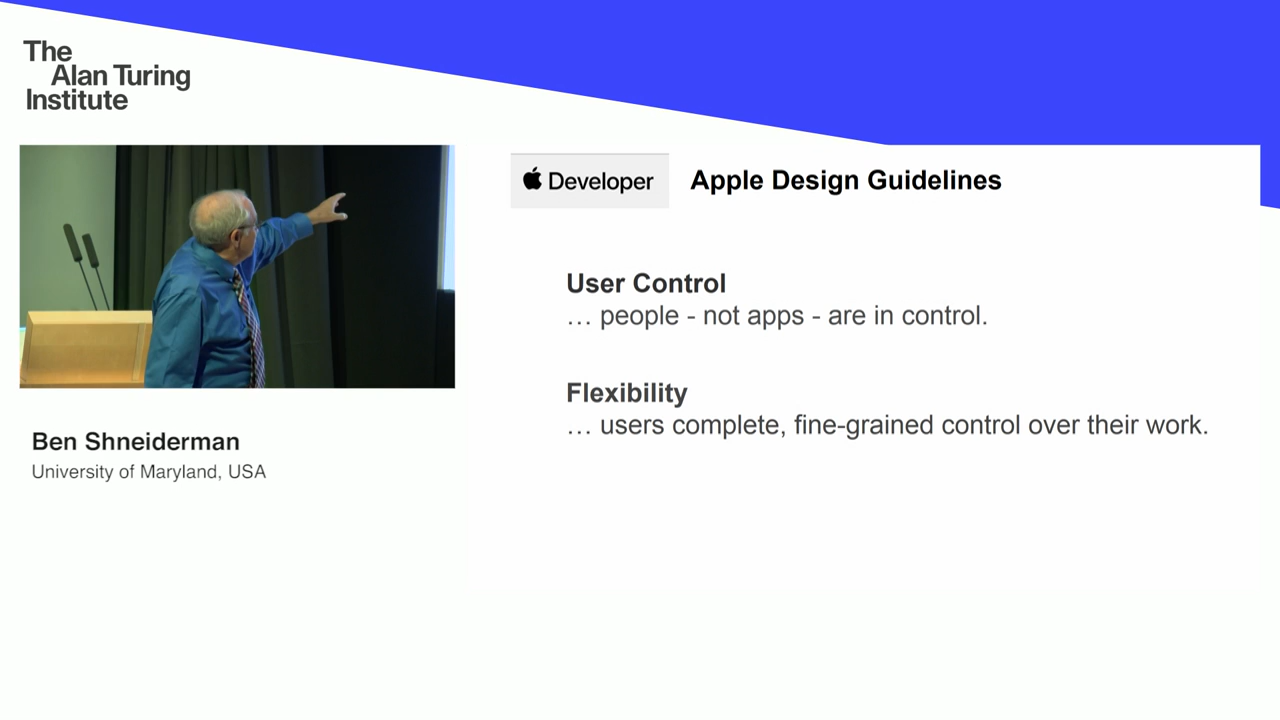 The
Alan Turing
Institute
Developer
Apple Design Guidelines
User Control
… people - not apps - are in control.
Flexibility
… users complete, fine-grained control over their work.
Ben Shneiderman
University of Maryland, USA